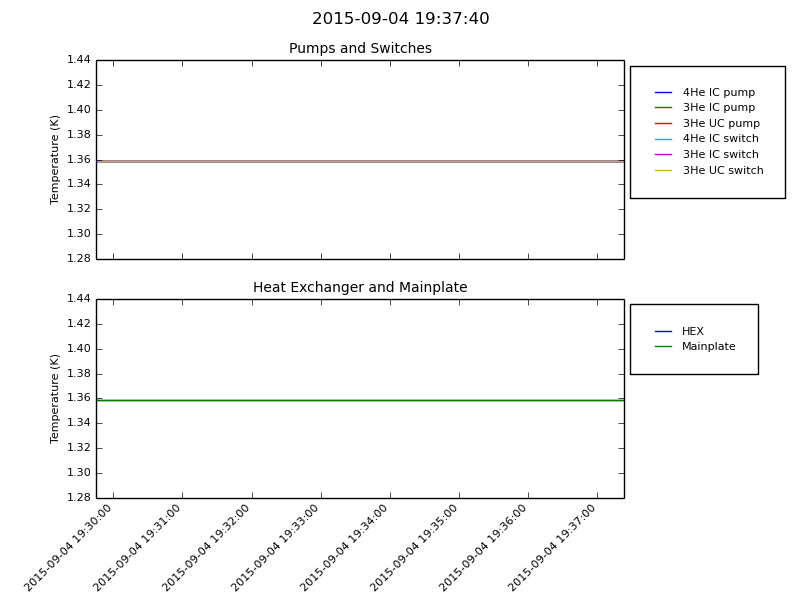 2015-09-04 19:37:40
Pumps and Switches
1.44
1.42
1.40
1.38
1.36
1.34
1.32
1.30
1.28
Temperature (K)
4He IC pump
3He IC pump
3He UC pump
4He IC switch
3He IC switch
3He UC switch
Heat Exchanger and Mainplate
1.44
1.42
1.40
1.38
1.36
1.34
1.32
1.30
1.28
Temperature (K)
HEX
Mainplate
2015-09-04 19:30:00
2015-09-04 19:31:00
2015-09-04 19:32:00
2015-09-04 19:33:00
2015-09-04 19:34:00
2015-09-04 19:35:00
2015-09-04 19:36:00
2015-09-04 19:37:00